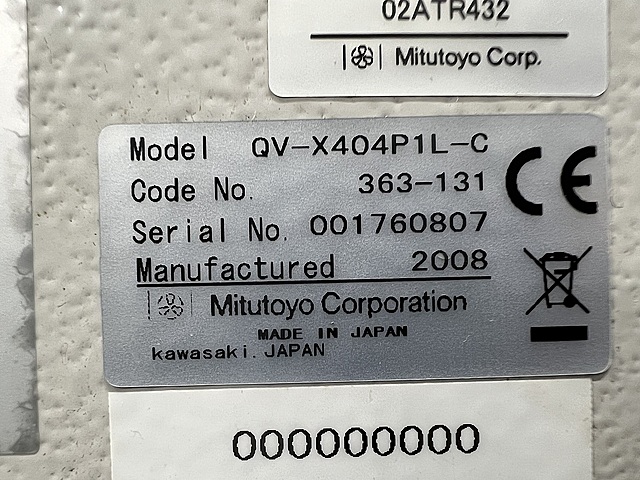 02ATR432
Mitutoyo Corp.
Model QV-X404P1L-C
Code No. 363-131
Serial No. 001760807
Manufactured 2008
Mitutoyo Corporation
MADE IN JAPAN
kawasaki. JAPAN
CE
000000000